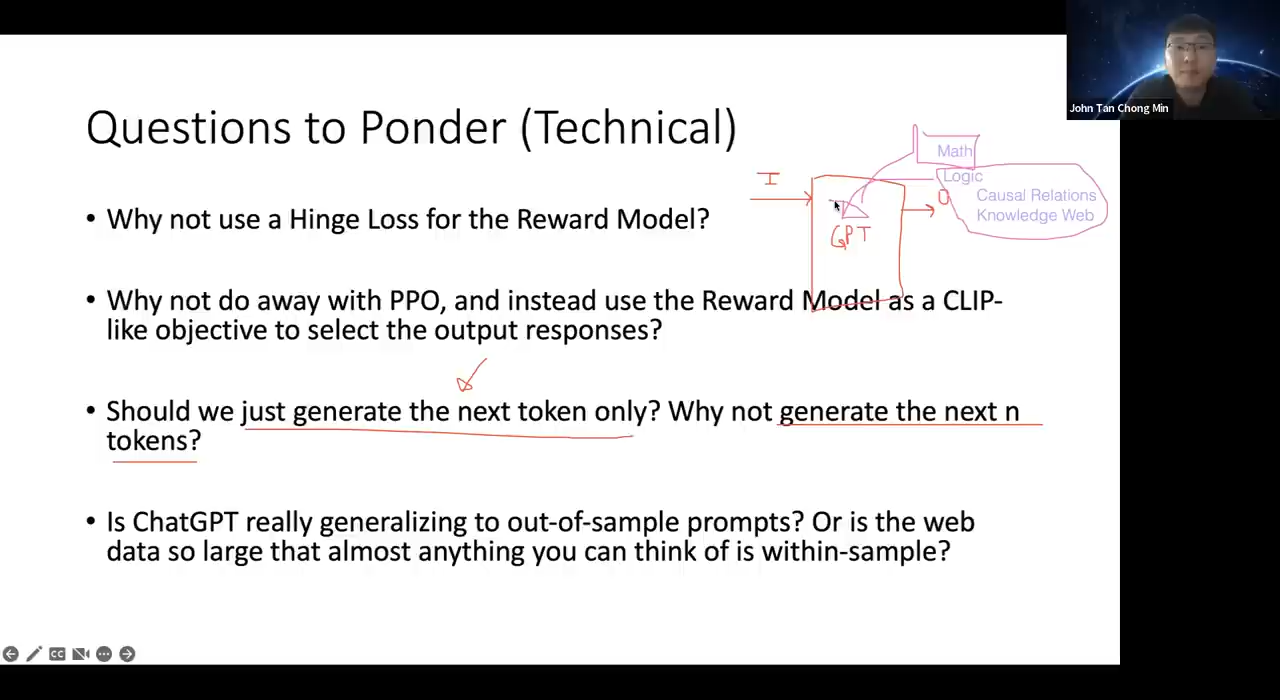 John Tan Chong Min
Questions to Ponder (Technical)
Math
I
Logic
O
Causal Relations
Knowledge Web
GPT
• Why not use a Hinge Loss for the Reward Model?
• Why not do away with PPO, and instead use the Reward Model as a CLIP-
like objective to select the output responses?
• Should we just generate the next token only? Why not generate the next n
tokens?
• Is ChatGPT really generalizing to out-of-sample prompts? Or is the web
data so large that almost anything you can think of is within-sample?
CC